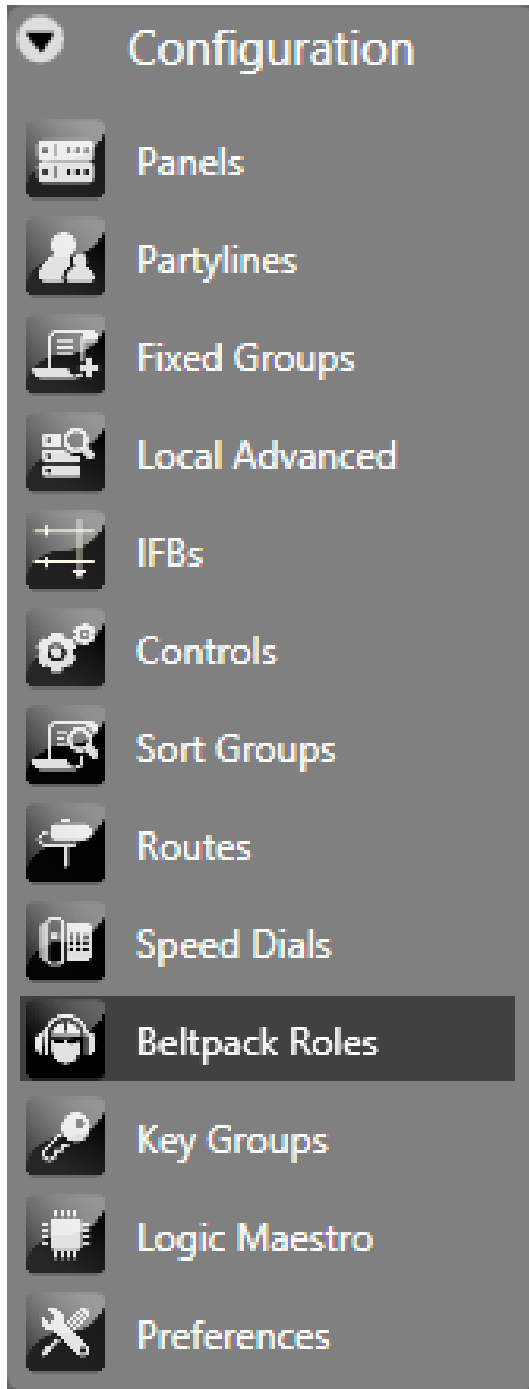 Configuration
Panels
Partylines
Fixed Groups
Local Advanced
IFBs
Controls
Sort Groups
Routes
Speed Dials
Beltpack Roles
Key Groups
Logic Maestro
Preferences